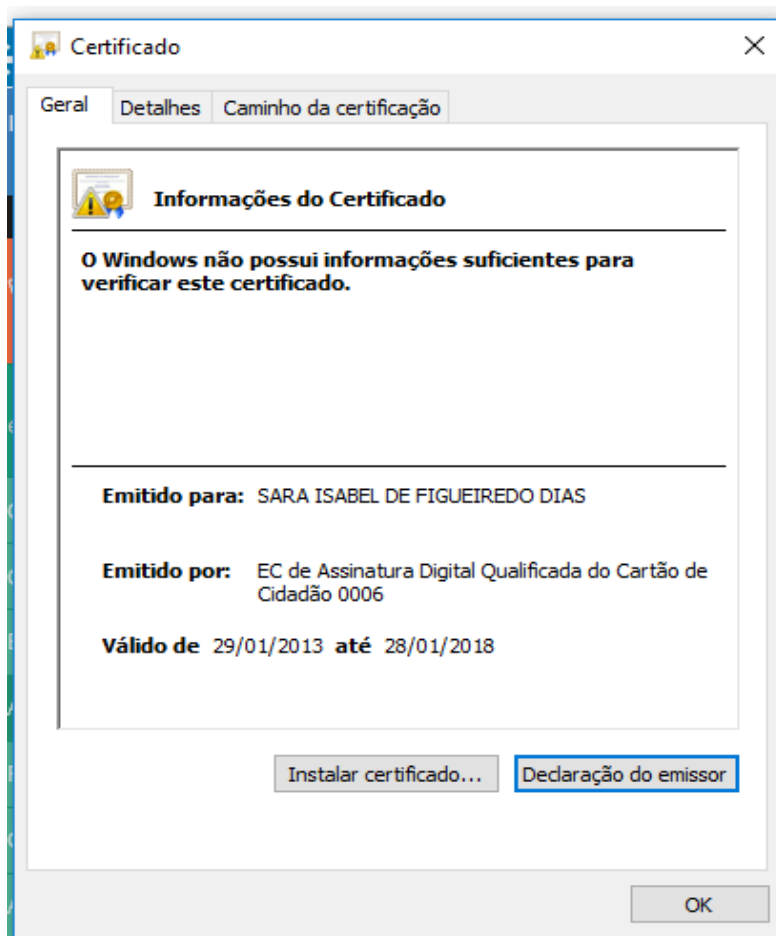 Certificado
Geral Detalhes Caminho da certificação
Informações do Certificado
O Windows não possui informações suficientes para
verificar este certificado.
Emitido para: SARA ISABEL DE FIGUEIREDO DIAS
Emitido por: EC de Assinatura Digital Qualificada do Cartão de
Cidadão 0006
Válido de 29/01/2013 até 28/01/2018
Instalar certificado... Declaração do emissor
OK